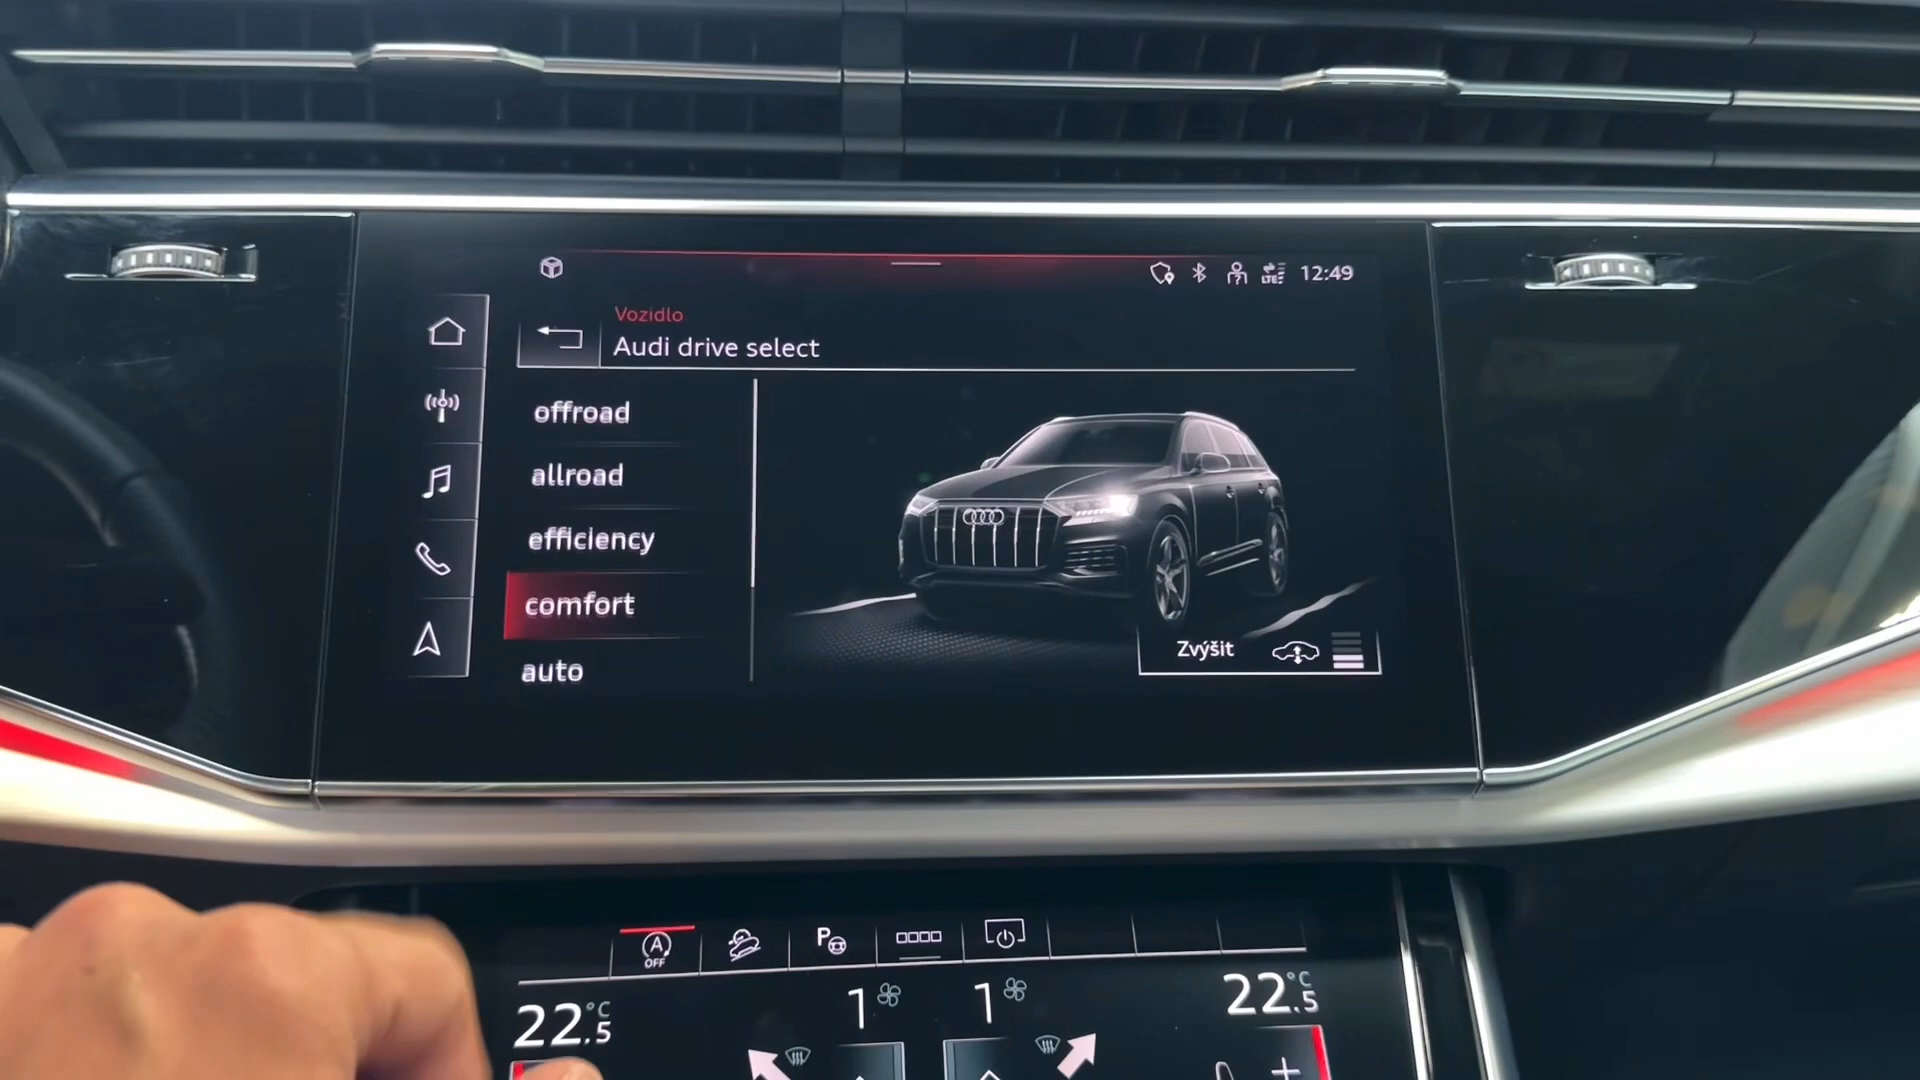 LTE
12:49
Vozidlo
Audi drive select
offroad
allroad
efficiency
comfort
auto
Zvýšit
A
OFF
P
22.5 °C
1
1
22.5 °C